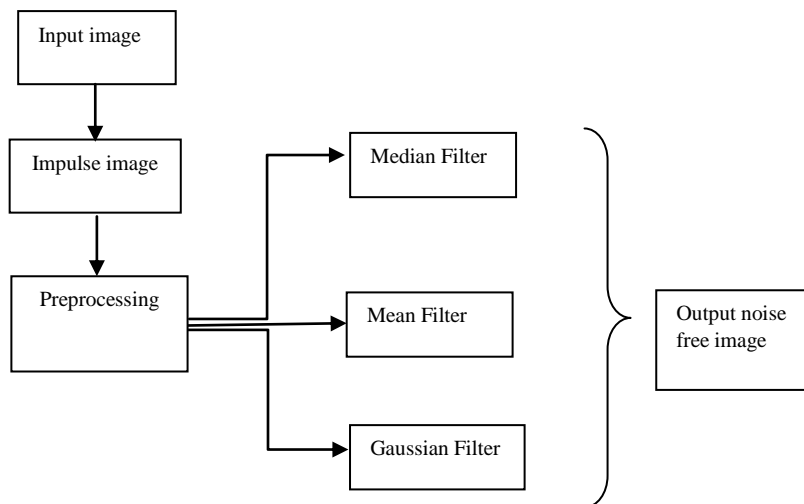 Input image
Impulse image
Preprocessing
Median Filter
Mean Filter
Gaussian Filter
Output noise
free image